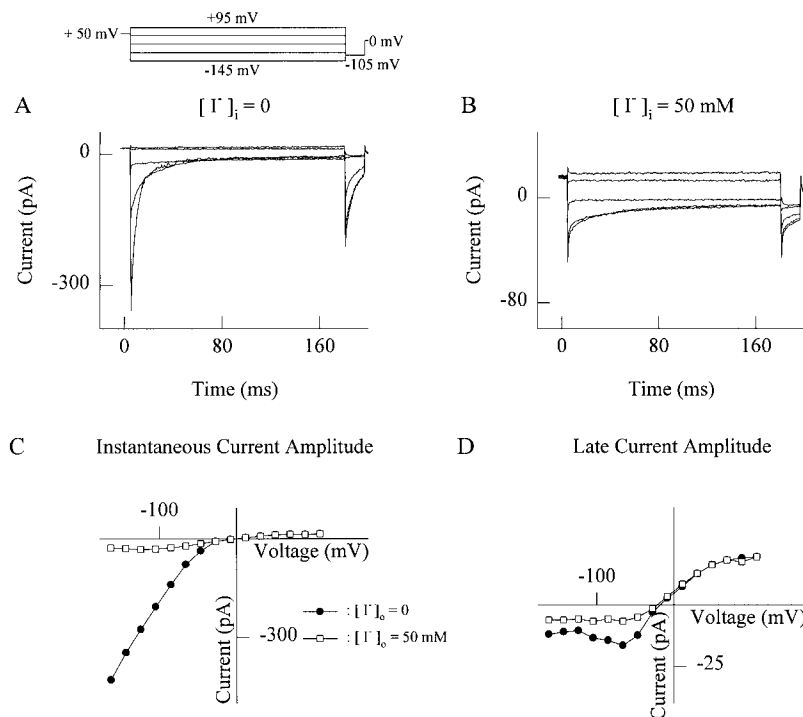 +95 mV
+ 50 mV
0 mV
-145 mV
-105 mV
A
[ I⁻ ]ᵢ = 0
B
[ I⁻ ]ᵢ = 50 mM
0
-300
Current (pA)
0
80
160
Time (ms)
0
-80
Current (pA)
0
80
160
Time (ms)
C
Instantaneous Current Amplitude
D
Late Current Amplitude
-100
Voltage (mV)
-300
Current (pA)
: [ I⁻ ]ₒ = 0
: [ I⁻ ]ₒ = 50 mM
-100
Voltage (mV)
-25
Current (pA)